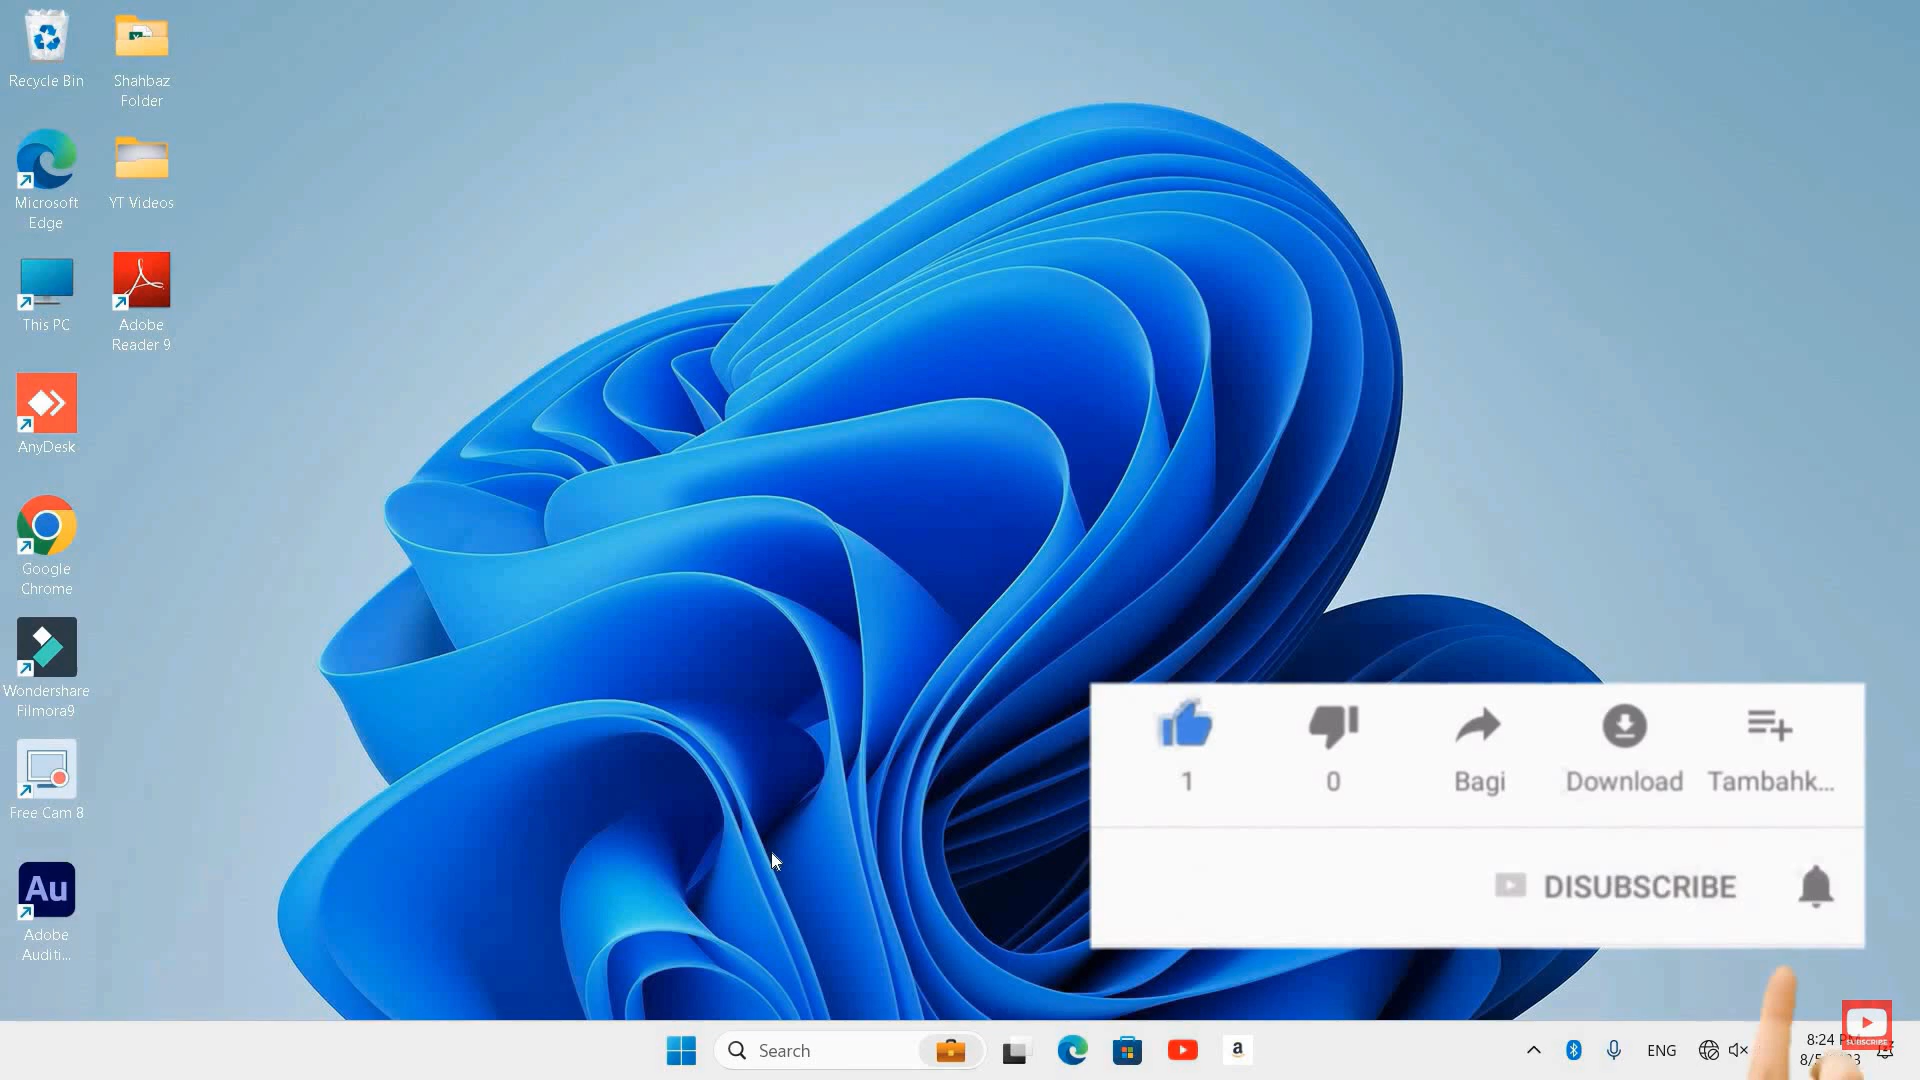 Recycle Bin
Shahbaz
Folder
Microsoft
Edge
YT Videos
This PC
Adobe
Reader 9
AnyDesk
Google
Chrome
Wondershare
Filmora9
Free Cam 8
Au
Adobe
Auditi...
1
0
Bagi
Download
Tambahk...
DISUBSCRIBE
Search
a
ENG
8:24
SUBSCRIBE